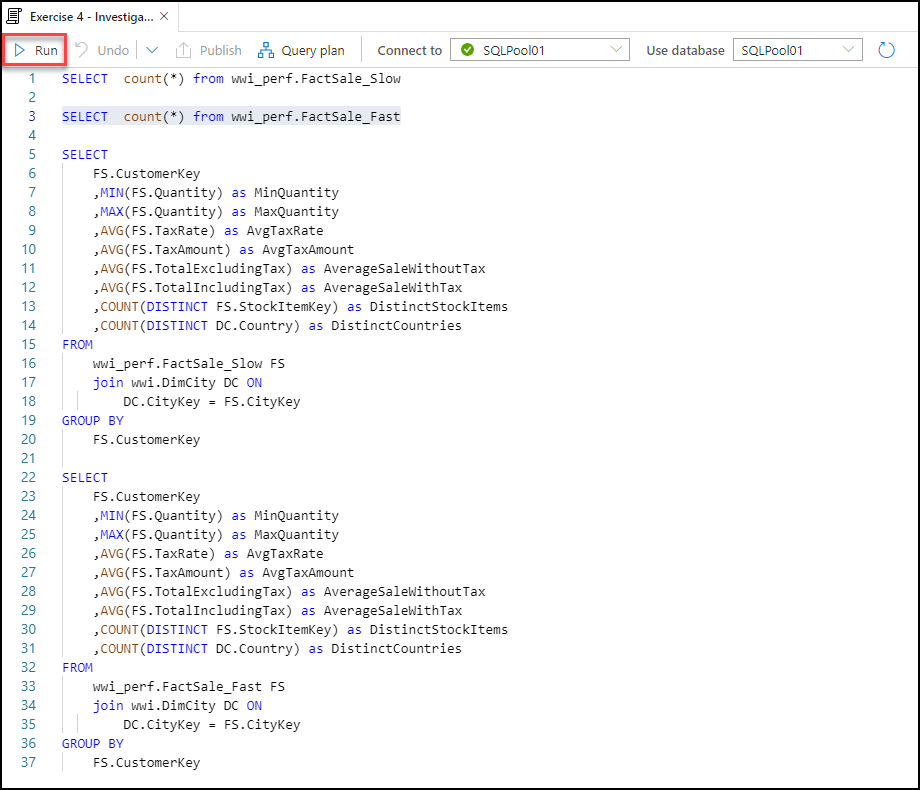 Exercise 4 - Investiga...
Run Undo Publish Query plan Connect to SQLPool01 Use database SQLPool01
1 SELECT  count(*) from wwi_perf.FactSale_Slow
2
3 SELECT  count(*) from wwi_perf.FactSale_Fast
4
5 SELECT
6     FS.CustomerKey
7     ,MIN(FS.Quantity) as MinQuantity
8     ,MAX(FS.Quantity) as MaxQuantity
9     ,AVG(FS.TaxRate) as AvgTaxRate
10     ,AVG(FS.TaxAmount) as AvgTaxAmount
11     ,AVG(FS.TotalExcludingTax) as AverageSaleWithoutTax
12     ,AVG(FS.TotalIncludingTax) as AverageSaleWithTax
13     ,COUNT(DISTINCT FS.StockItemKey) as DistinctStockItems
14     ,COUNT(DISTINCT DC.Country) as DistinctCountries
15 FROM
16     wwi_perf.FactSale_Slow FS
17     join wwi.DimCity DC ON
18         DC.CityKey = FS.CityKey
19 GROUP BY
20     FS.CustomerKey
21
22 SELECT
23     FS.CustomerKey
24     ,MIN(FS.Quantity) as MinQuantity
25     ,MAX(FS.Quantity) as MaxQuantity
26     ,AVG(FS.TaxRate) as AvgTaxRate
27     ,AVG(FS.TaxAmount) as AvgTaxAmount
28     ,AVG(FS.TotalExcludingTax) as AverageSaleWithoutTax
29     ,AVG(FS.TotalIncludingTax) as AverageSaleWithTax
30     ,COUNT(DISTINCT FS.StockItemKey) as DistinctStockItems
31     ,COUNT(DISTINCT DC.Country) as DistinctCountries
32 FROM
33     wwi_perf.FactSale_Fast FS
34     join wwi.DimCity DC ON
35         DC.CityKey = FS.CityKey
36 GROUP BY
37     FS.CustomerKey